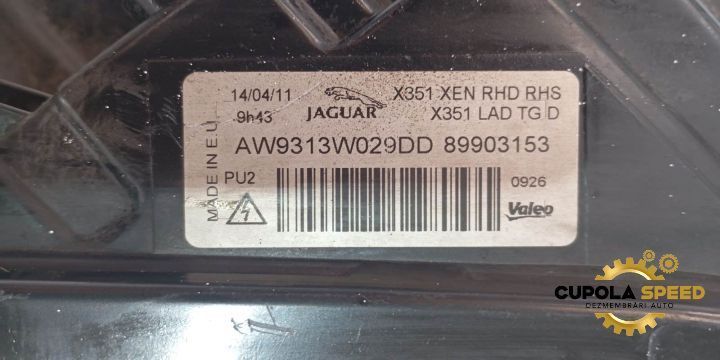 14/04/11
9h43
JAGUAR
X351 XEN RHD RHS
X351 LAD TG D
AW9313W029DD 89903153
MADE IN E.U
PU2
0926
Valeo
CUPOLA SPEED
DEZMEMBRĂRI AUTO